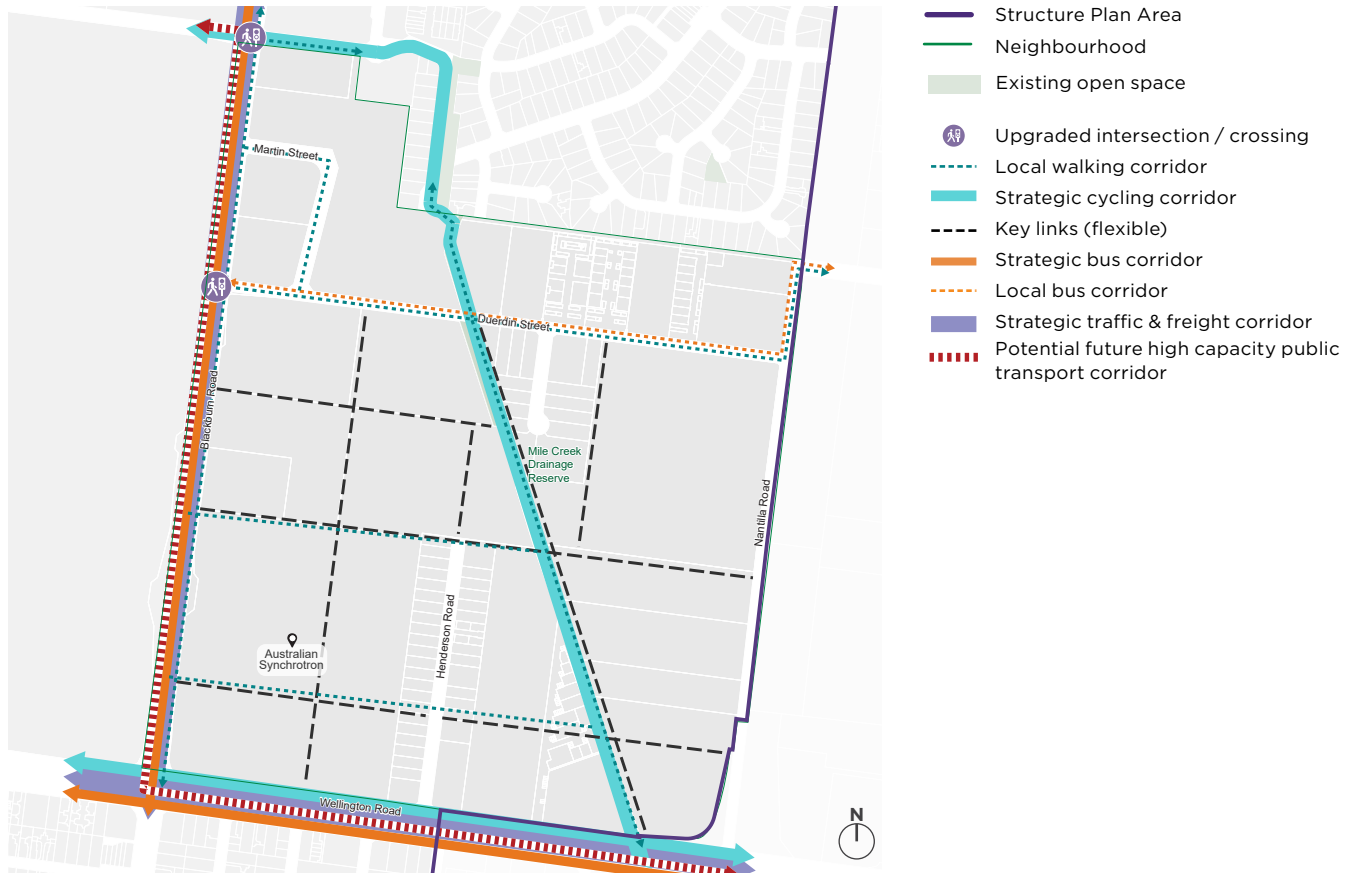 Structure Plan Area
Neighbourhood
Existing open space
Upgraded intersection / crossing
Local walking corridor
Strategic cycling corridor
Key links (flexible)
Strategic bus corridor
Local bus corridor
Strategic traffic & freight corridor
Potential future high capacity public
transport corridor
Martin Street
Duerdin Street
Blackburn Road
Mile Creek
Drainage
Reserve
Nantilla Road
Henderson Road
Australian
Synchrotron
Wellington Road
N